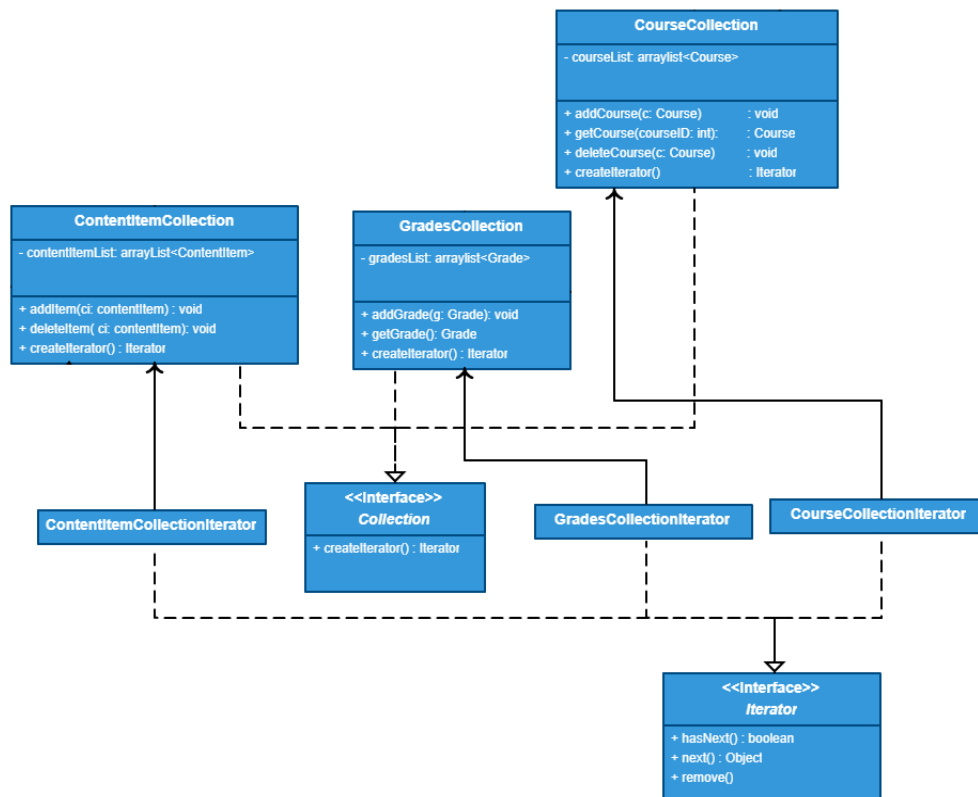 CourseCollection
- courseList: arraylist<Course>
+ addCourse(c: Course) : void
+ getCourse(courseID: int): : Course
+ deleteCourse(c: Course) : void
+ createIterator() : Iterator
ContentItemCollection
- contentItemList: arrayList<ContentItem>
+ addItem(ci: contentItem) : void
+ deleteItem( ci: contentItem): void
+ createIterator() : Iterator
GradesCollection
- gradesList: arraylist<Grade>
+ addGrade(g: Grade): void
+ getGrade(): Grade
+ createIterator() : Iterator
<<Interface>>
Collection
+ createIterator() : Iterator
ContentItemCollectionIterator
GradesCollectionIterator
CourseCollectionIterator
<<Interface>>
Iterator
+ hasNext() : boolean
+ next() : Object
+ remove()